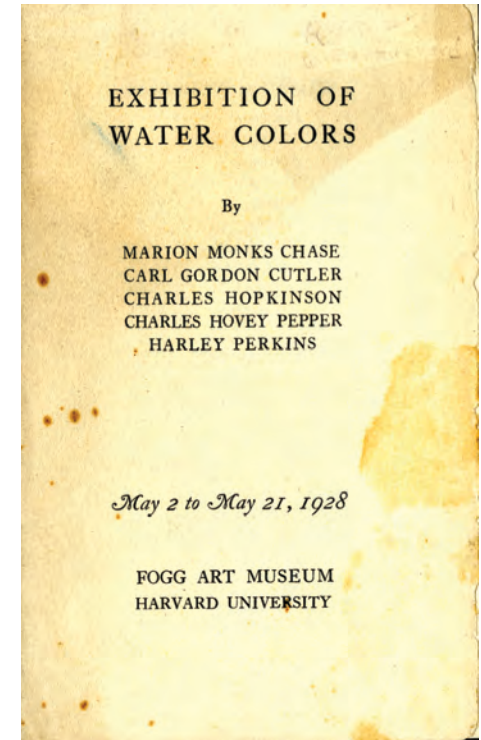 EXHIBITION OF
WATER COLORS
By
MARION MONKS CHASE
CARL GORDON CUTLER
CHARLES HOPKINSON
CHARLES HOVEY PEPPER
HARLEY PERKINS
May 2 to May 21, 1928
FOGG ART MUSEUM
HARVARD UNIVERSITY